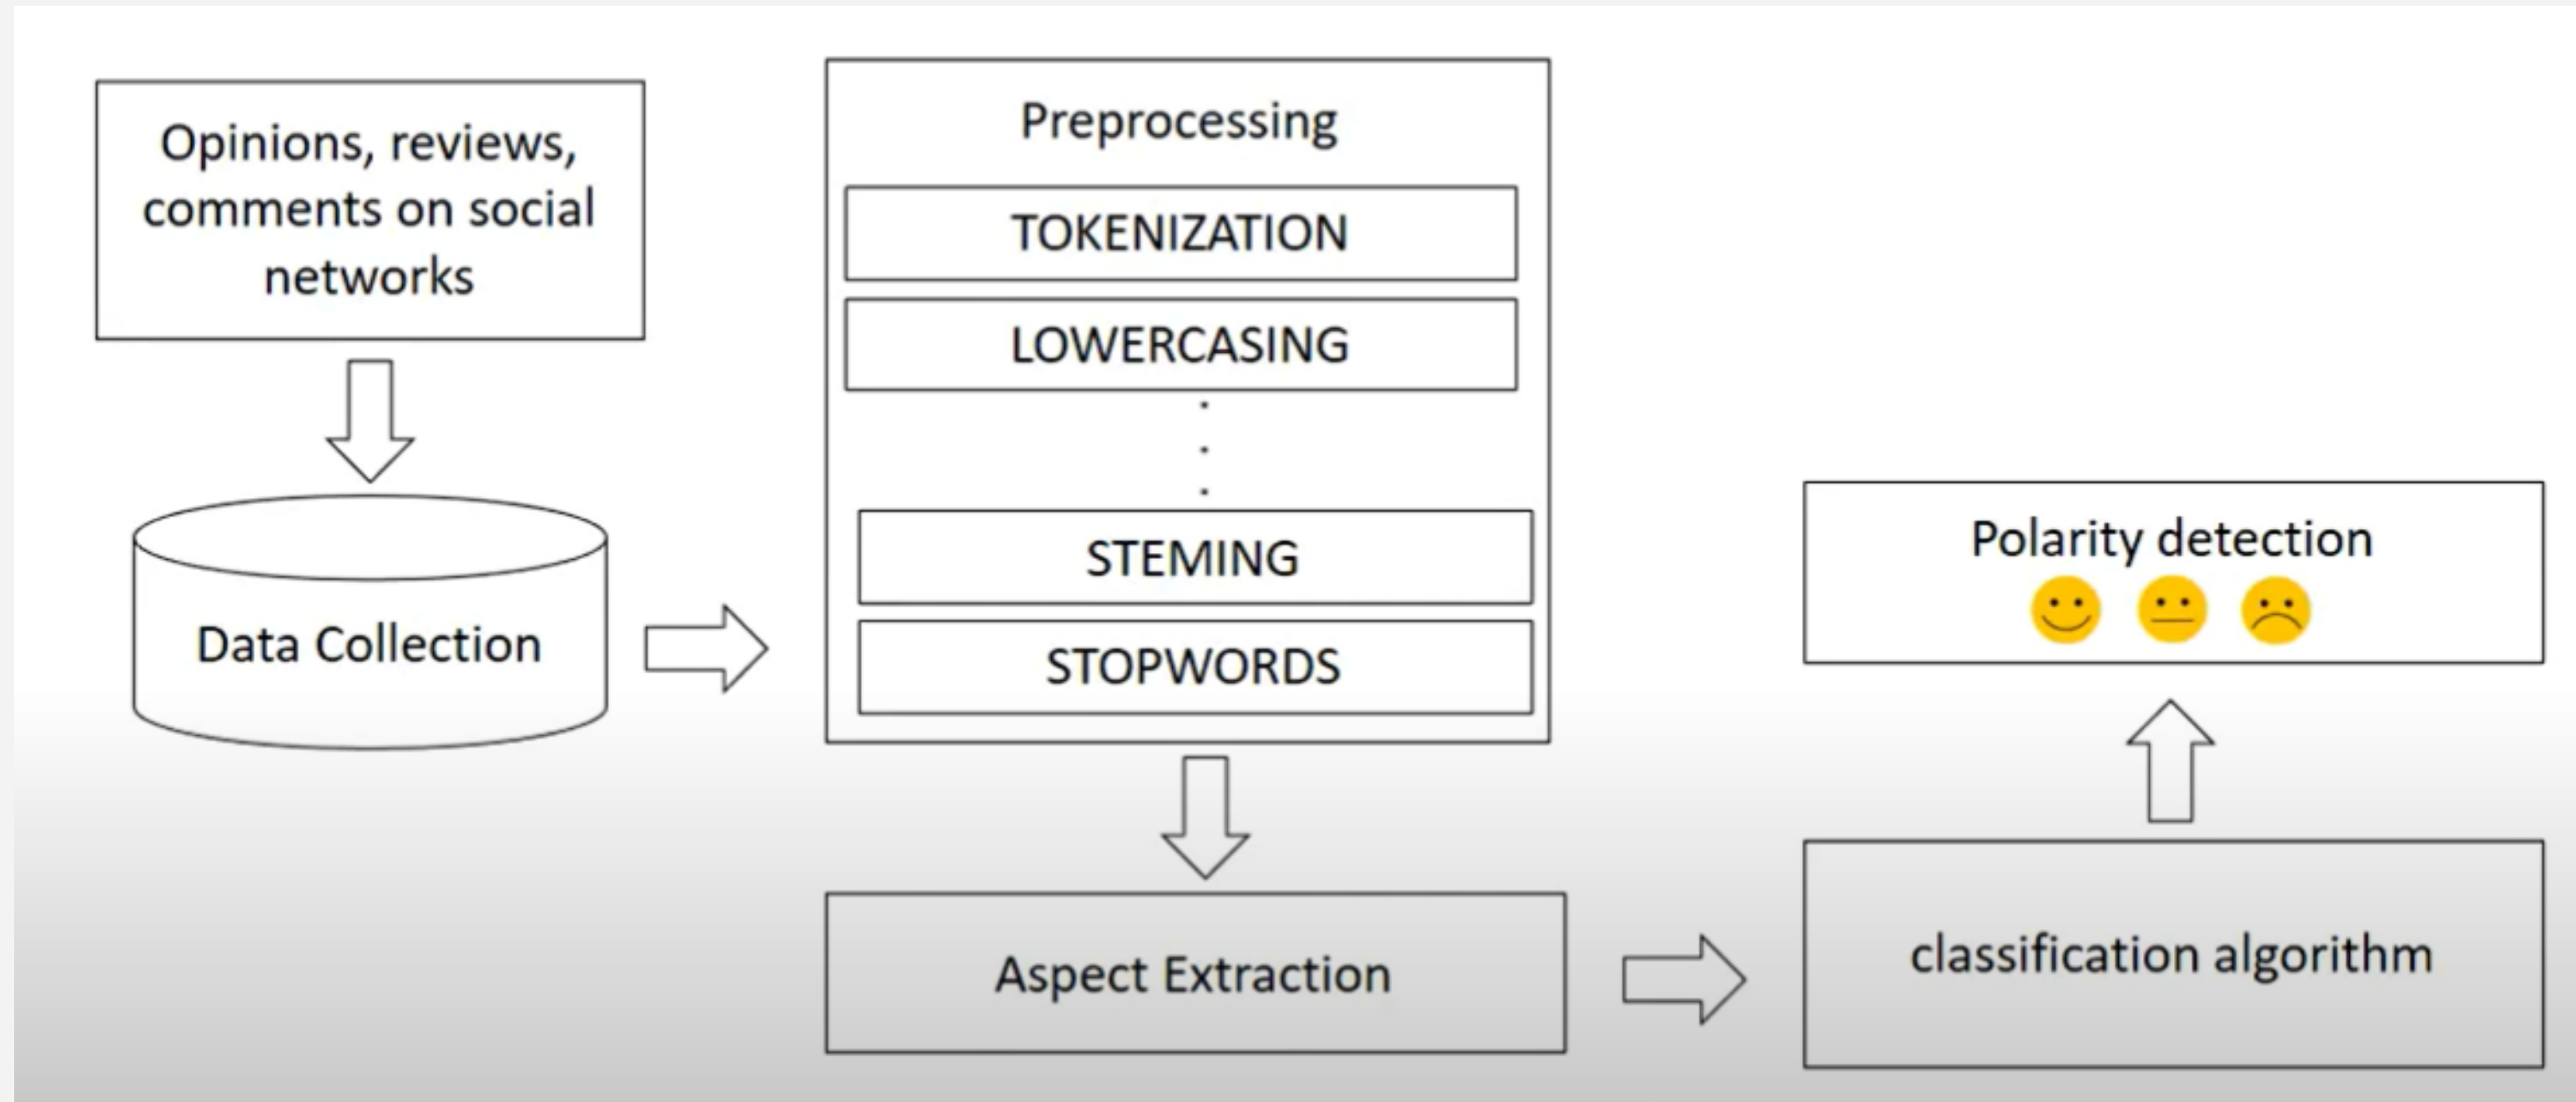 Opinions, reviews,
comments on social
networks
Data Collection
Preprocessing
TOKENIZATION
LOWERCASING
STEMING
STOPWORDS
Aspect Extraction
classification algorithm
Polarity detection